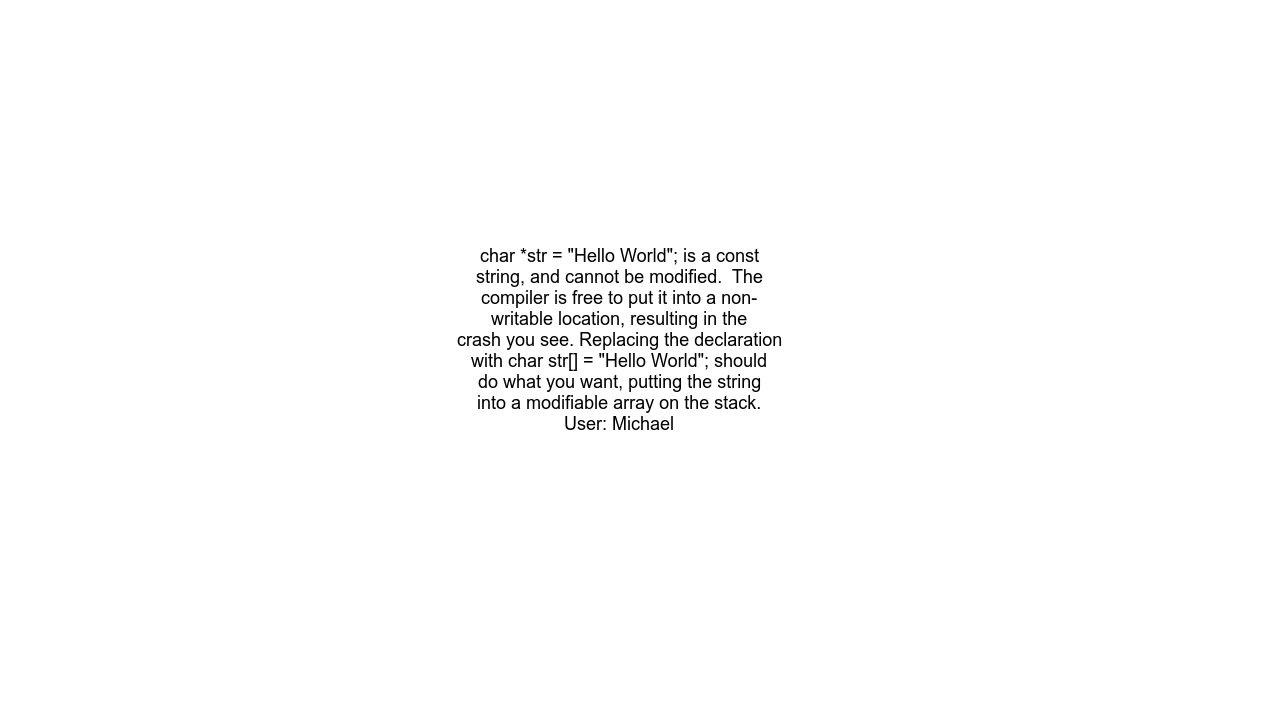 char *str = "Hello World"; is a const
string, and cannot be modified.  The
compiler is free to put it into a non-
writable location, resulting in the
crash you see. Replacing the declaration
with char str[] = "Hello World"; should
do what you want, putting the string
into a modifiable array on the stack.
User: Michael